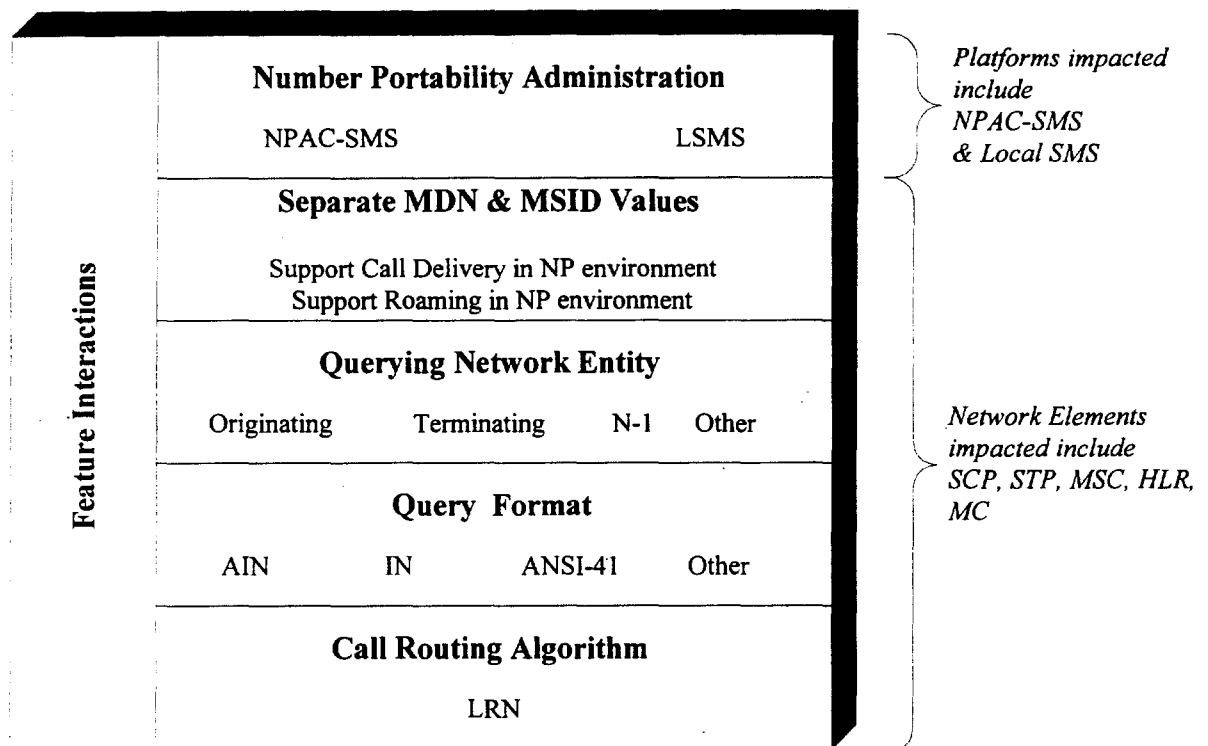 Feature Interactions
Number Portability Administration
NPAC-SMS LSMS
Separate MDN & MSID Values
Support Call Delivery in NP environment
Support Roaming in NP environment
Querying Network Entity
Originating Terminating N-1 Other
Query Format
AIN IN ANSI-41 Other
Call Routing Algorithm
LRN
Platforms impacted
include
NPAC-SMS
& Local SMS
Network Elements
impacted include
SCP, STP, MSC, HLR,
MC